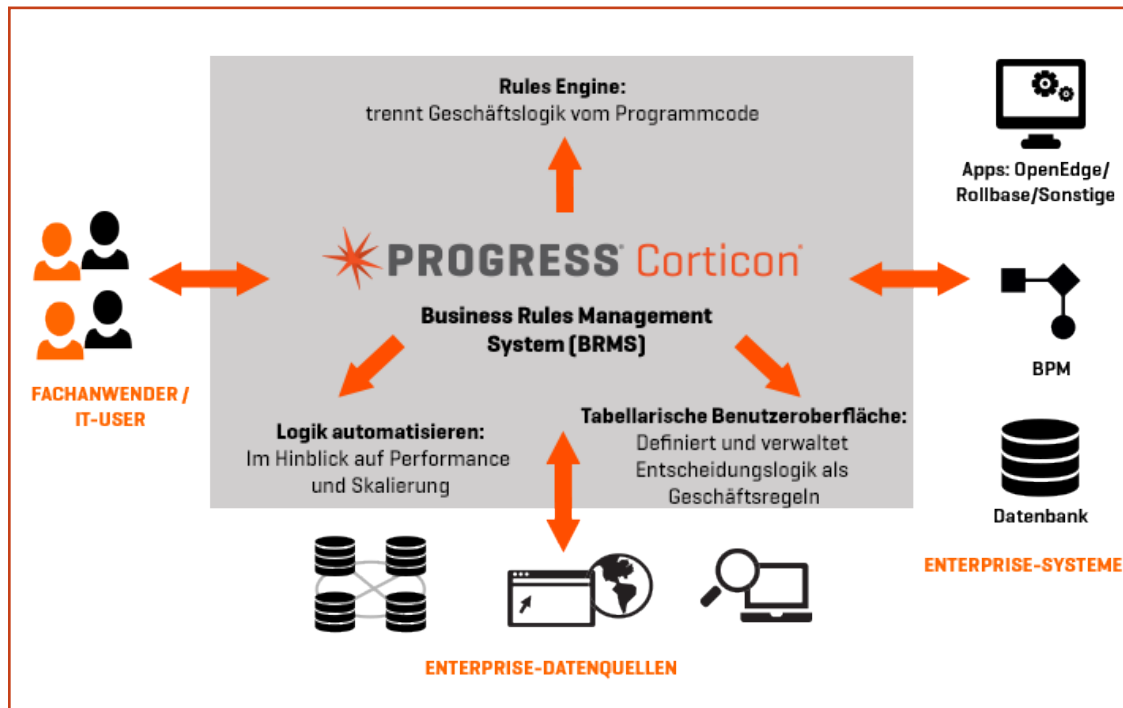 Rules Engine:
trennt Geschäftslogik vom Programmcode
PROGRESS® Corticon®
Business Rules Management
System (BRMS)
Logik automatisieren:
Im Hinblick auf Performance
und Skalierung
Tabellarische Benutzeroberfläche:
Definiert und verwaltet
Entscheidungslogik als
Geschäftsregeln
FACHANWENDER /
IT-USER
Apps: OpenEdge/
Rollbase/Sonstige
BPM
Datenbank
ENTERPRISE-SYSTEME
ENTERPRISE-DATENQUELLEN